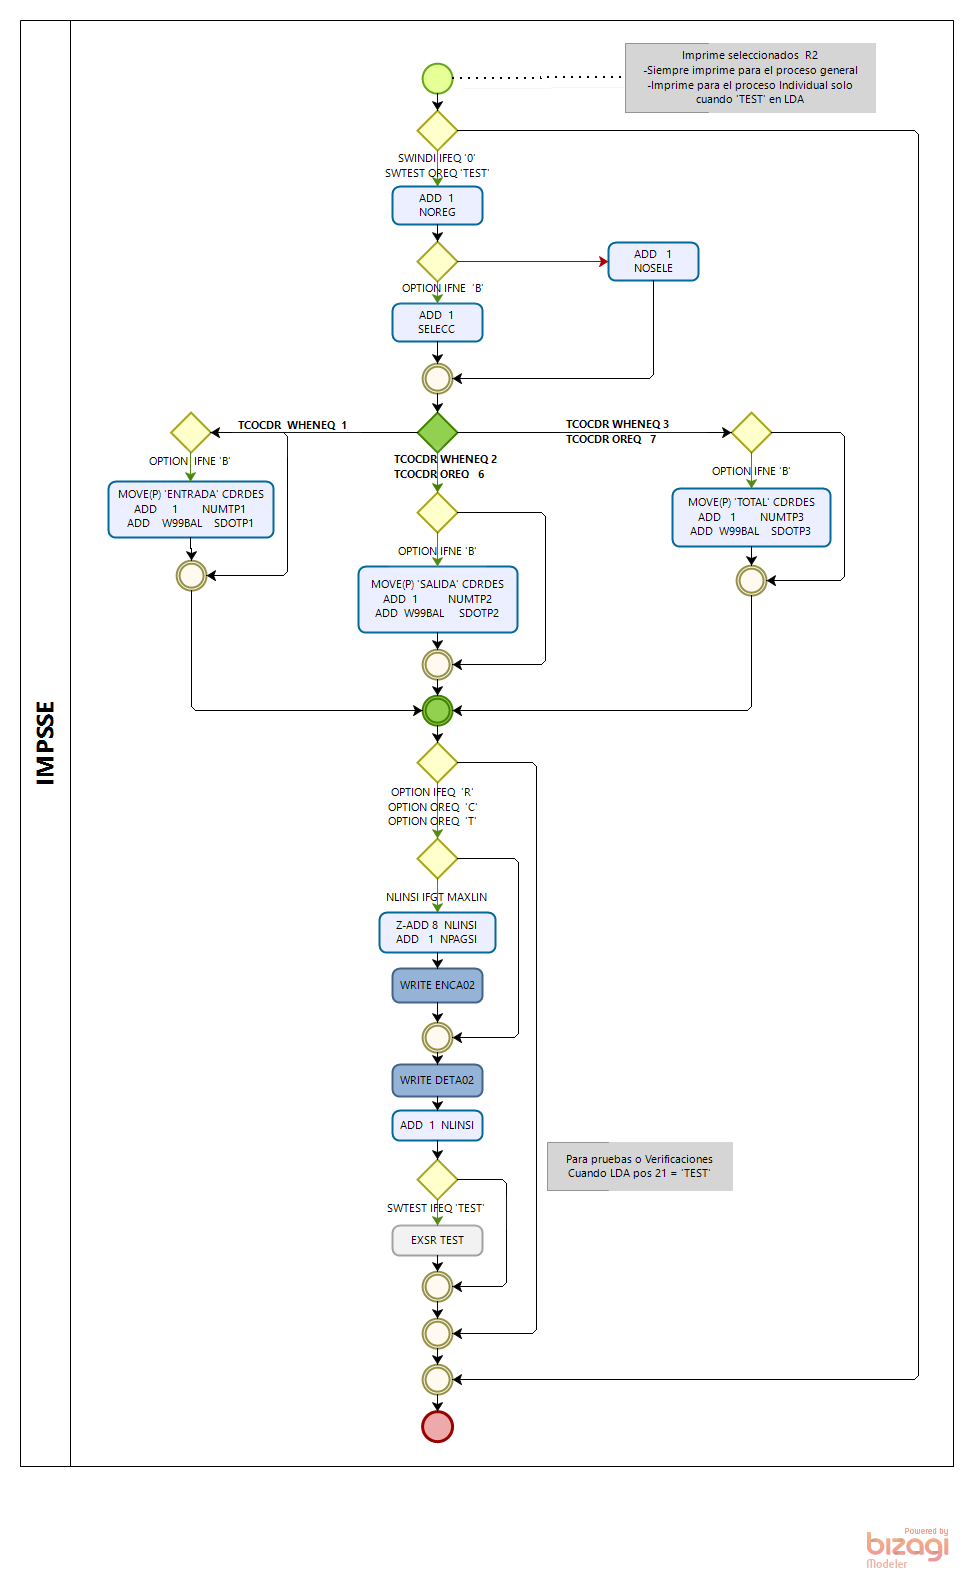 Imprime seleccionados R2
-Siempre imprime para el proceso general
-Imprime para el proceso Individual solo
cuando 'TEST' en LDA
SWINDI IFEQ '0'
SWTEST OREQ 'TEST'
ADD 1
NOREG
ADD 1
NOSELE
OPTION IFNE 'B'
ADD 1
SELECC
TCOCDR WHENEQ 1
TCOCDR WHENEQ 3
TCOCDR OREQ 7
TCOCDR WHENEQ 2
TCOCDR OREQ 6
OPTION IFNE 'B'
MOVE(P) 'ENTRADA' CDRDES
ADD 1 NUMTP1
ADD W99BAL SDOTP1
OPTION IFNE 'B'
MOVE(P) 'TOTAL' CDRDES
ADD 1 NUMTP3
ADD W99BAL SDOTP3
OPTION IFNE 'B'
MOVE(P) 'SALIDA' CDRDES
ADD 1 NUMTP2
ADD W99BAL SDOTP2
IMPSSE
OPTION IFEQ 'R'
OPTION OREQ 'C'
OPTION OREQ 'T'
NLINSI IFGT MAXLIN
Z-ADD 8 NLINSI
ADD 1 NPAGSI
WRITE ENCA02
WRITE DETA02
ADD 1 NLINSI
Para pruebas o Verificaciones
Cuando LDA pos 21 = 'TEST'
SWTEST IFEQ 'TEST'
EXSR TEST
Powered by
bizagi
Modeler